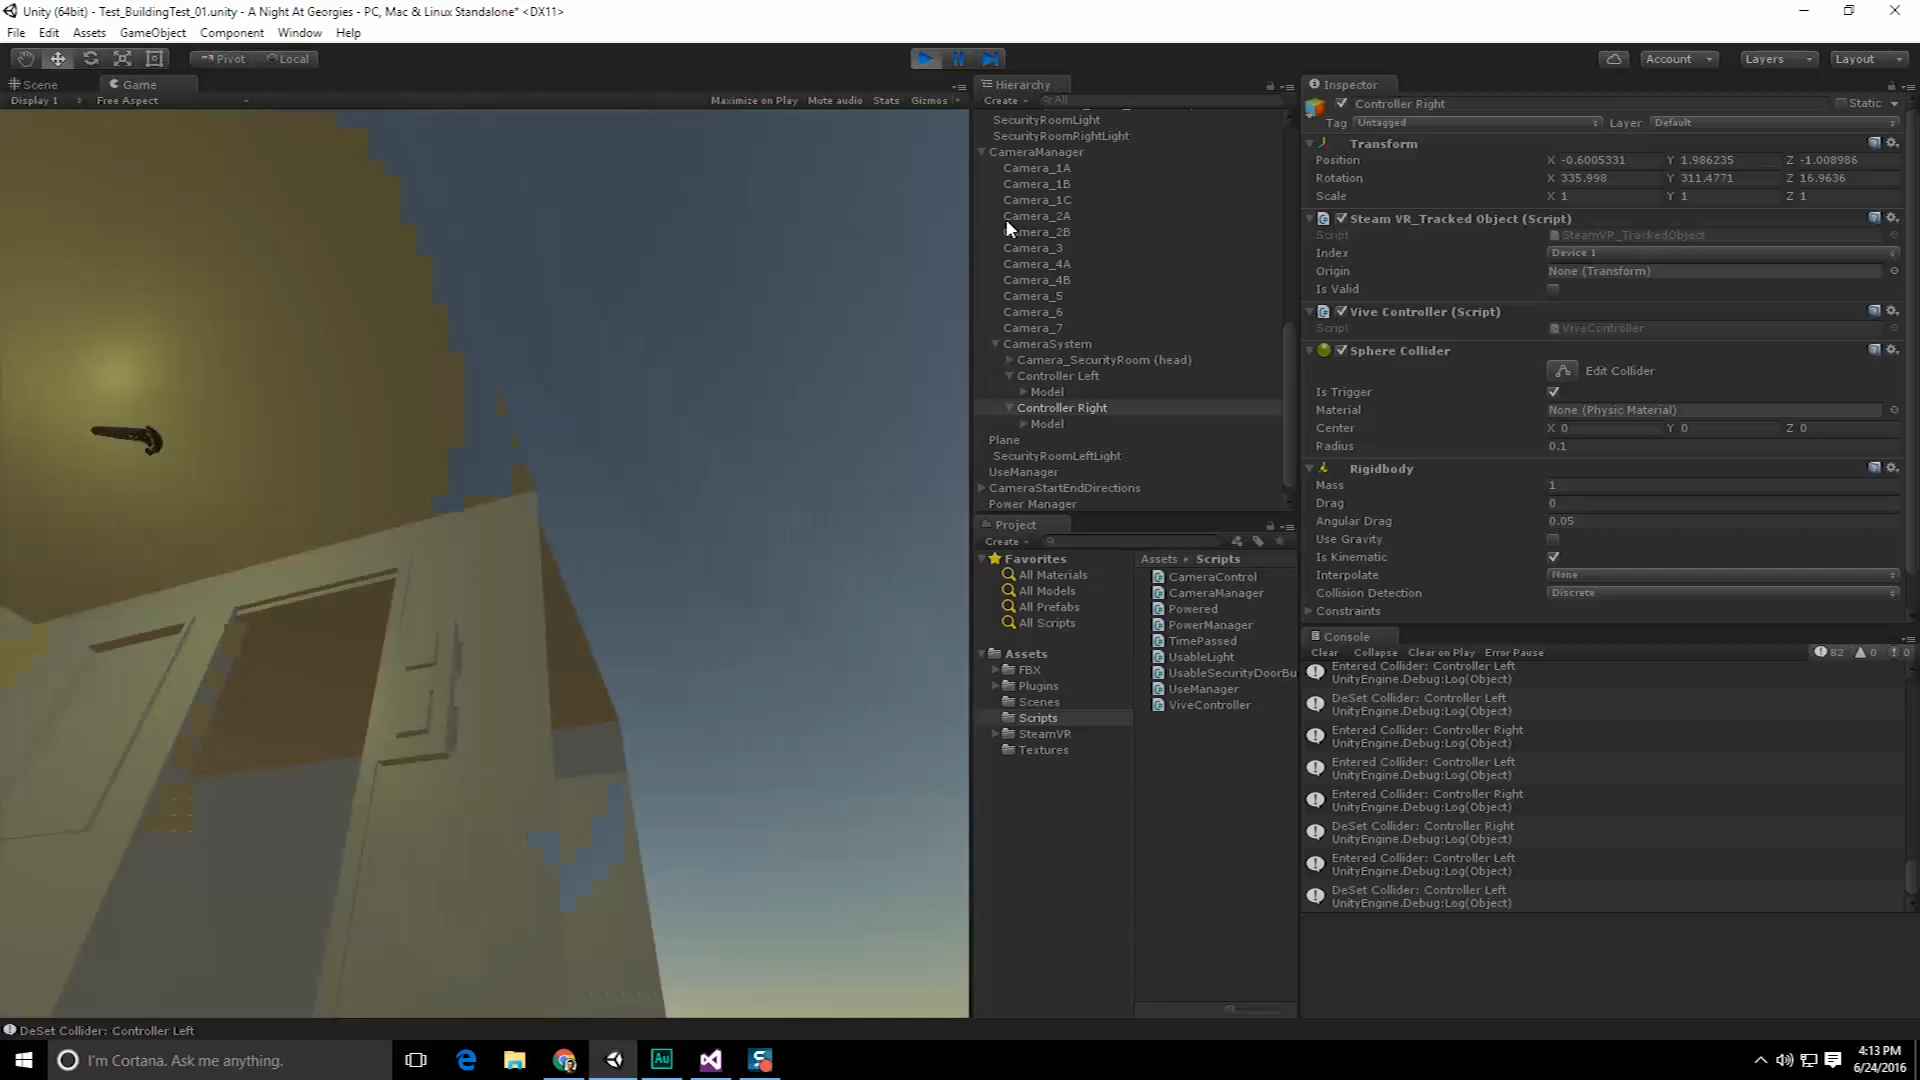 Unity (64bit) - Test_BuildingTest_01.unity - A Night At Georgies - PC, Mac & Linux Standalone* <DX11>
File Edit Assets GameObject Component Window Help
Pivot Local Account Layers Layout
Scene Game
Display 1 Free Aspect Maximize on Play Mute audio Stats Gizmos
Hierarchy
Create All
SecurityRoomLight
SecurityRoomRightLight
CameraManager
Camera_1A
Camera_1B
Camera_1C
Camera_2A
Camera_2B
Camera_3
Camera_4A
Camera_4B
Camera_5
Camera_6
Camera_7
CameraSystem
Camera_SecurityRoom (head)
Controller Left
Model
Controller Right
Model
Plane
SecurityRoomLeftLight
UseManager
CameraStartEndDirections
Power Manager
Project
Create
Favorites
All Materials
All Models
All Prefabs
All Scripts
Assets
FBX
Plugins
Scenes
Scripts
SteamVR
Textures
Assets Scripts
CameraControl
CameraManager
Powered
PowerManager
TimePassed
UsableLight
UsableSecurityDoorBu
UseManager
ViveController
Inspector
Controller Right Static
Tag Untagged Layer Default
Transform
Position X -0.6005331 Y 1.986235 Z -1.008986
Rotation X 335.998 Y 311.4771 Z 16.9636
Scale X 1 Y 1 Z 1
Steam VR_Tracked Object (Script)
Script SteamVR_TrackedObject
Index Device 1
Origin None (Transform)
Is Valid
Vive Controller (Script)
Script ViveController
Sphere Collider
Edit Collider
Is Trigger
Material None (Physic Material)
Center X 0 Y 0 Z 0
Radius 0.1
Rigidbody
Mass 1
Drag 0
Angular Drag 0.05
Use Gravity
Is Kinematic
Interpolate None
Collision Detection Discrete
Constraints
Console
Clear Collapse Clear on Play Error Pause 82 0 0
Entered Collider: Controller Left
UnityEngine.Debug:Log(Object)
DeSet Collider: Controller Left
UnityEngine.Debug:Log(Object)
Entered Collider: Controller Right
UnityEngine.Debug:Log(Object)
Entered Collider: Controller Left
UnityEngine.Debug:Log(Object)
Entered Collider: Controller Right
UnityEngine.Debug:Log(Object)
DeSet Collider: Controller Right
UnityEngine.Debug:Log(Object)
Entered Collider: Controller Left
UnityEngine.Debug:Log(Object)
DeSet Collider: Controller Left
UnityEngine.Debug:Log(Object)
DeSet Collider: Controller Left
I'm Cortana. Ask me anything.
Au
4:13 PM
6/24/2016